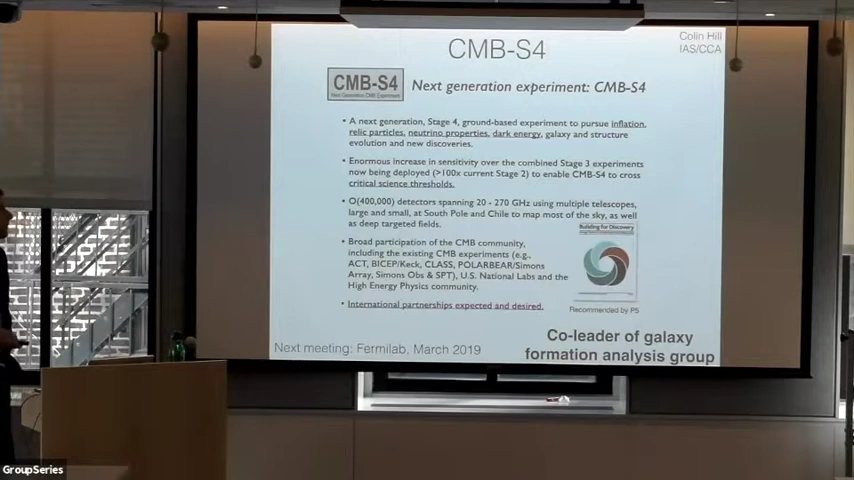 CMB-S4
Colin Hill
IAS/CCA
CMB-S4
Next Generation CMB Experiment
Next generation experiment: CMB-S4
• A next generation, Stage 4, ground-based experiment to pursue inflation,
relic particles, neutrino properties, dark energy, galaxy and structure
evolution and new discoveries.
• Enormous increase in sensitivity over the combined Stage 3 experiments
now being deployed (>100x current Stage 2) to enable CMB-S4 to cross
critical science thresholds.
• O(400,000) detectors spanning 20 - 270 GHz using multiple telescopes,
large and small, at South Pole and Chile to map most of the sky, as well
as deep targeted fields.
• Broad participation of the CMB community,
including the existing CMB experiments (e.g.,
ACT, BICEP/Keck, CLASS, POLARBEAR/Simons
Array, Simons Obs & SPT), U.S. National Labs and the
High Energy Physics community.
• International partnerships expected and desired.
Building for Discovery
Recommended by P5
Next meeting: Fermilab, March 2019
Co-leader of galaxy
formation analysis group
GroupSeries